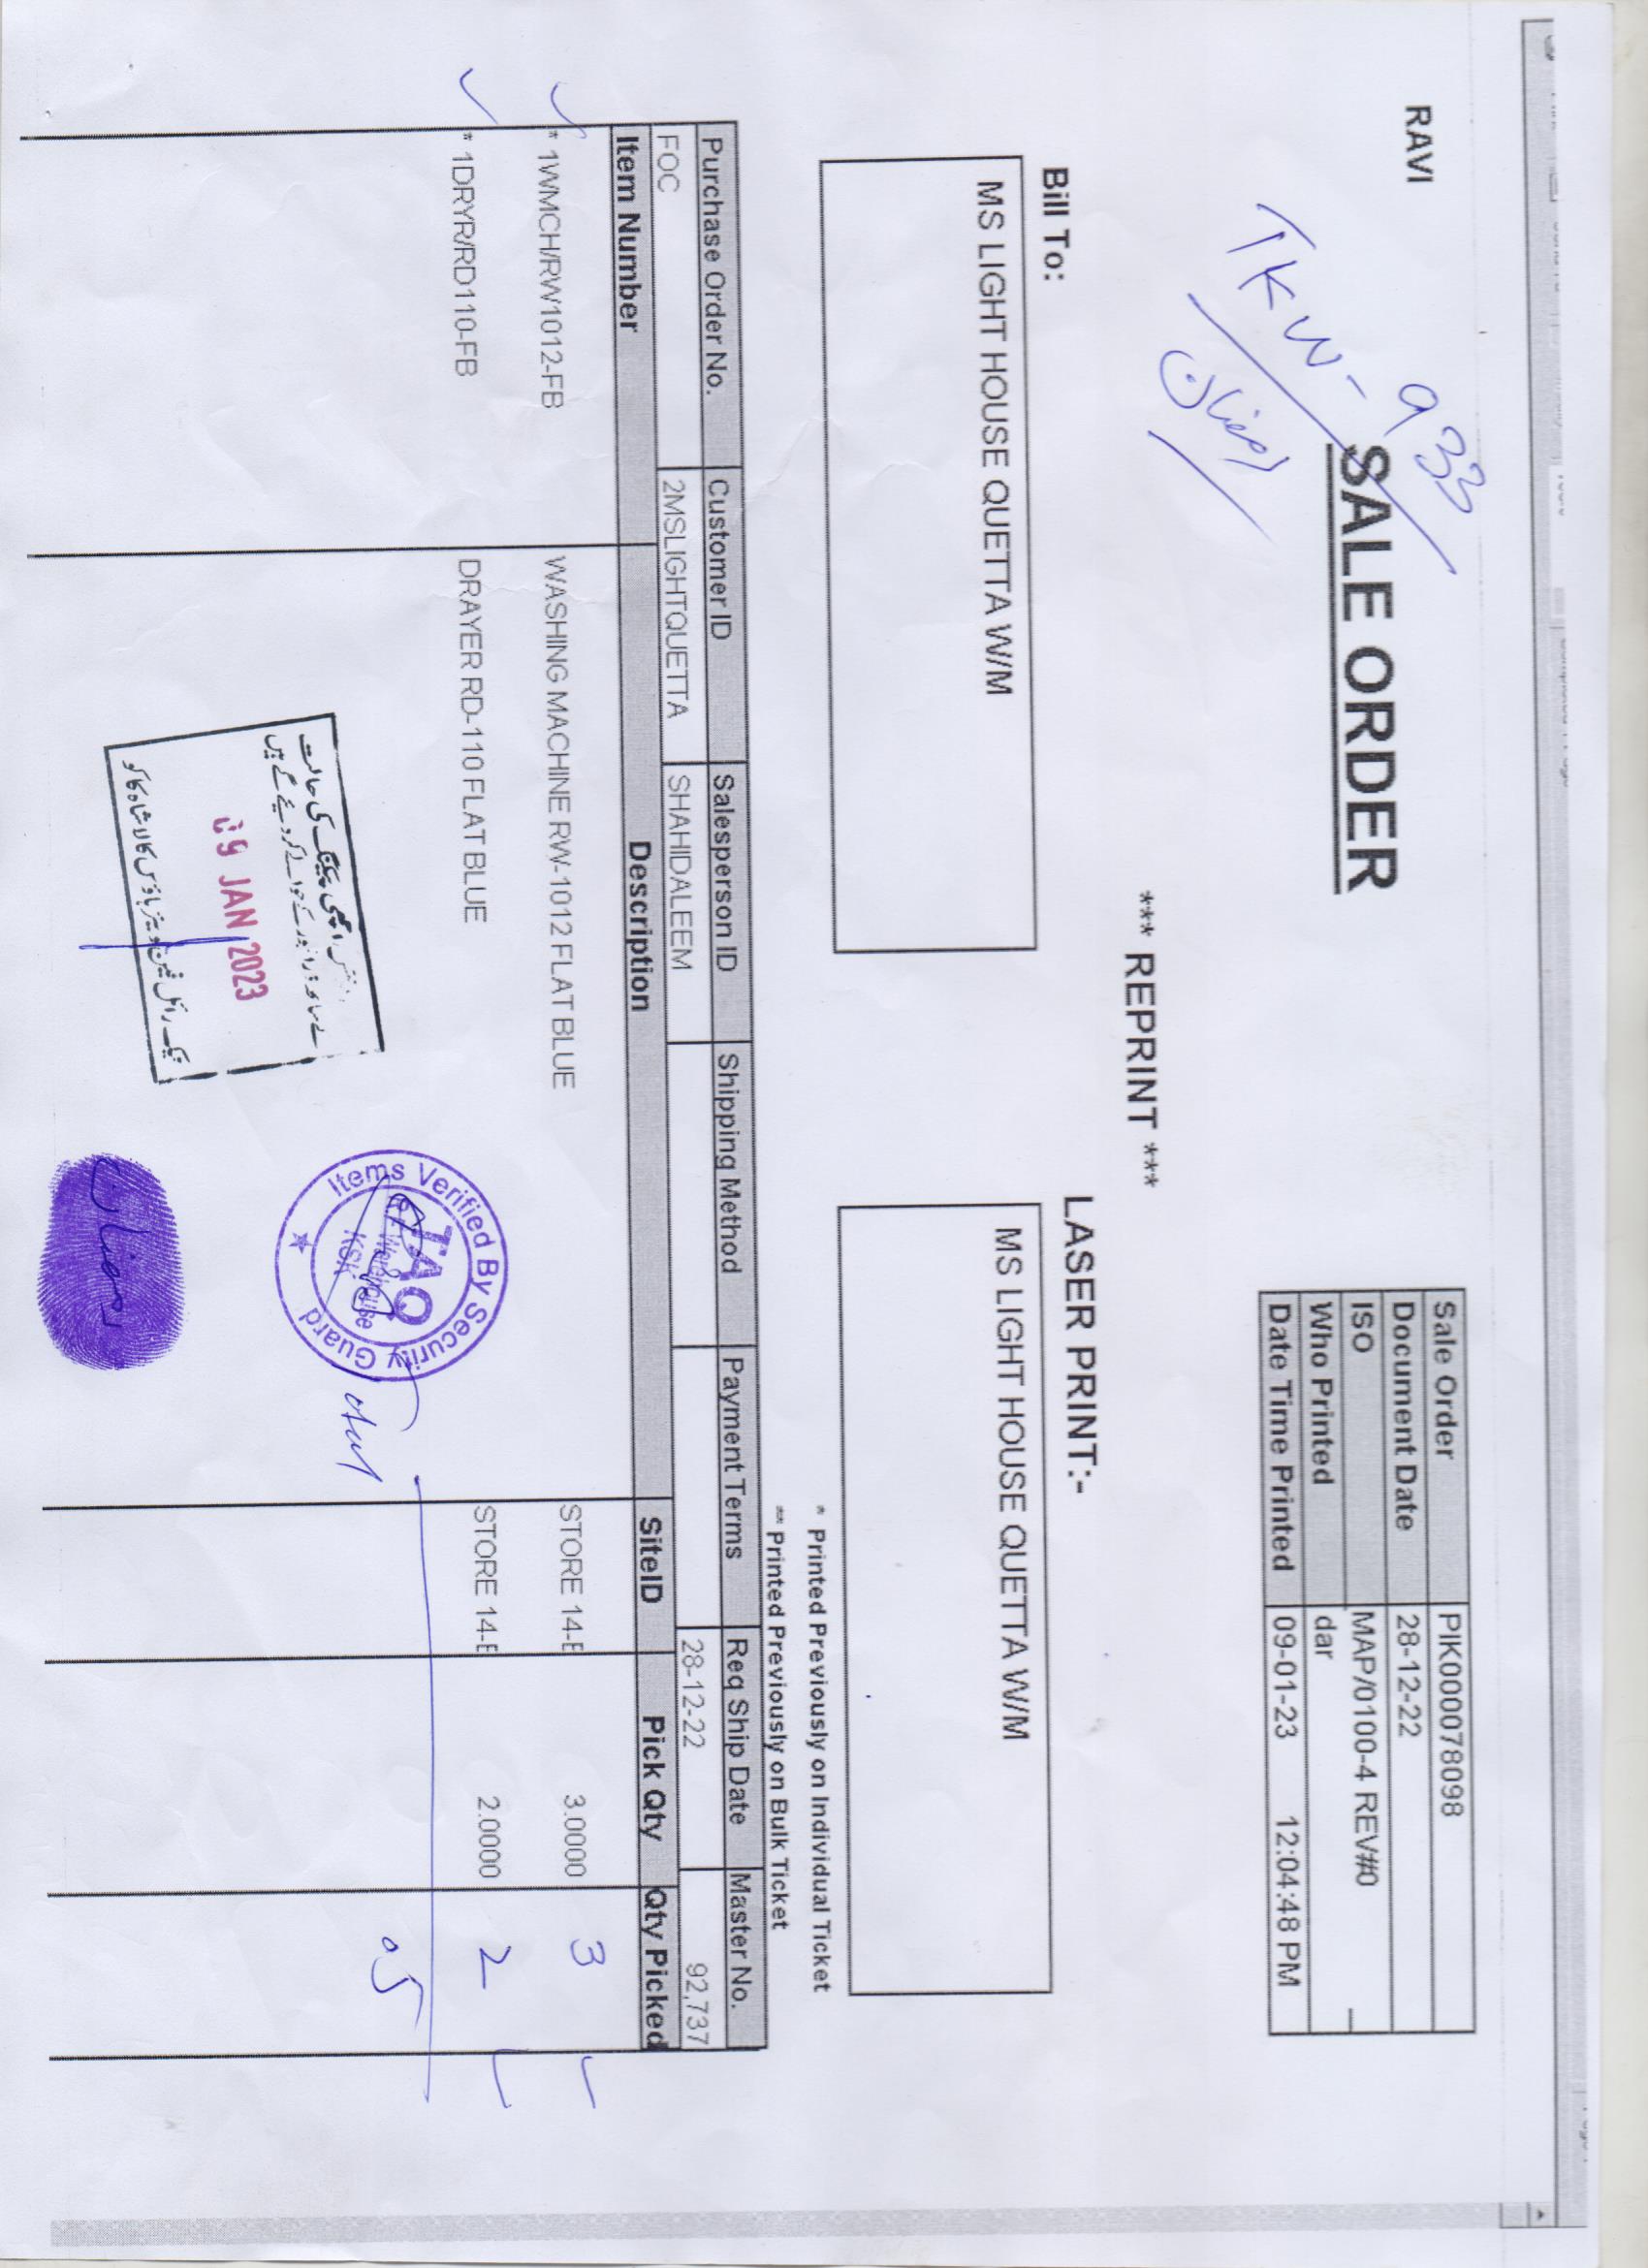 RAVI
TKW-933
SALE ORDER
رمضان
Sale Order PIK000078098
Document Date 28-12-22
ISO MAP/0100-4 REV#0
Who Printed dar
Date Time Printed 09-01-23 12:04:48 PM
*** REPRINT ***
Bill To:
MS LIGHT HOUSE QUETTA W/M
LASER PRINT:-
MS LIGHT HOUSE QUETTA W/M
* Printed Previously on Individual Ticket
** Printed Previously on Bulk Ticket
Purchase Order No. Customer ID Salesperson ID Shipping Method Payment Terms Req Ship Date Master No.
FOC 2MSLIGHTQUETTA SHAHIDALEEM 28-12-22 92,737
Item Number Description SiteID Pick Qty Qty Picked
* 1WMCH/RW1012-FB WASHING MACHINE RW-1012 FLAT BLUE STORE 14-E 3.0000 3
* 1DRYR/RD110-FB DRAYER RD-110 FLAT BLUE STORE 14-E 2.0000 2
Total 05
Items Verified By Security Guard
TAQ
R.F Warehouse
KSK
اچھی پیکنگ کی حالت
کے حوالے کردیئے گے ہیں
09 JAN 2023
رائل فین ویئر ہاؤس کالا شاہ کاکو
رمضان